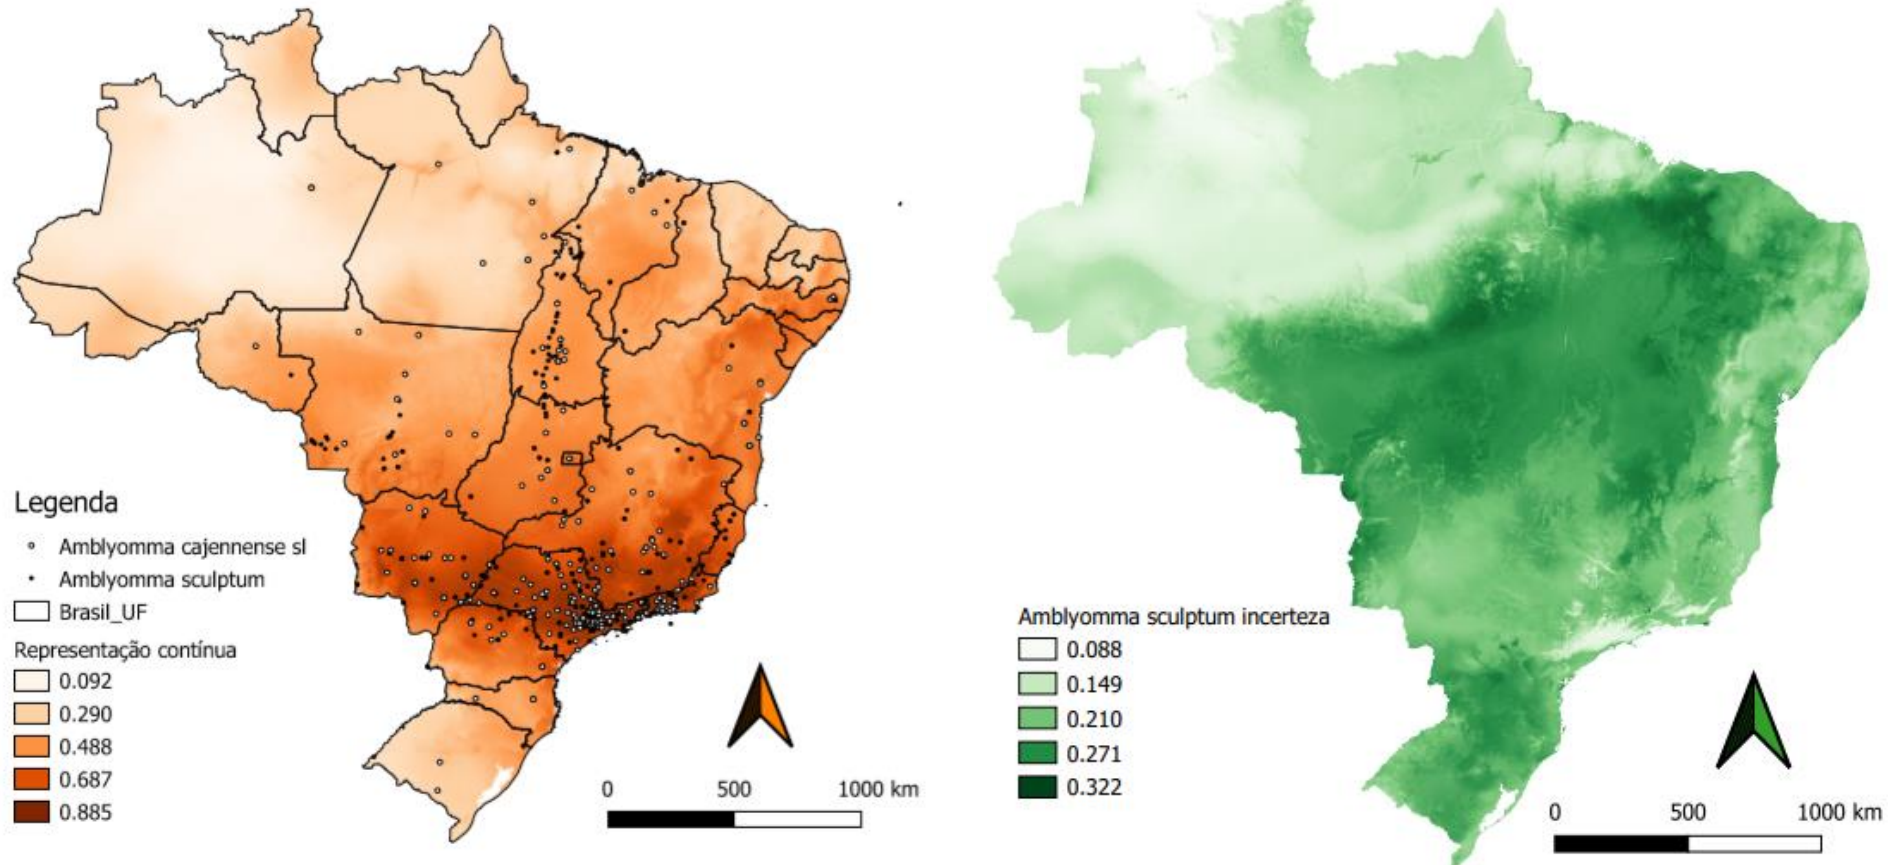 Legenda
Amblyomma cajennense sl
Amblyomma sculptum
Brasil_UF
Representação contínua
0.092
0.290
0.488
0.687
0.885
0 500 1000 km
Amblyomma sculptum incerteza
0.088
0.149
0.210
0.271
0.322
0 500 1000 km